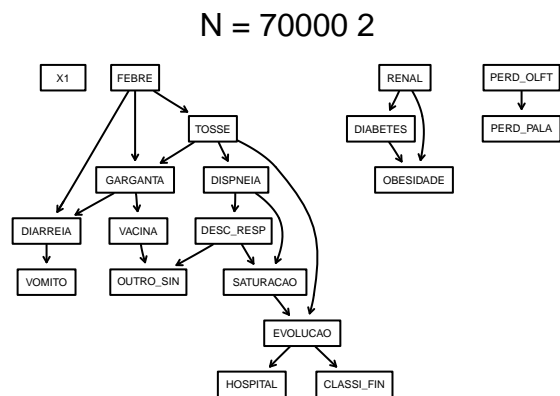 N = 70000 2
X1 FEBRE RENAL PERD_OLFT
TOSSE DIABETES PERD_PALA
GARGANTA DISPNEIA OBESIDADE
DIARREIA VACINA DESC_RESP
VOMITO OUTRO_SIN SATURACAO
EVOLUCAO
HOSPITAL CLASSI_FIN